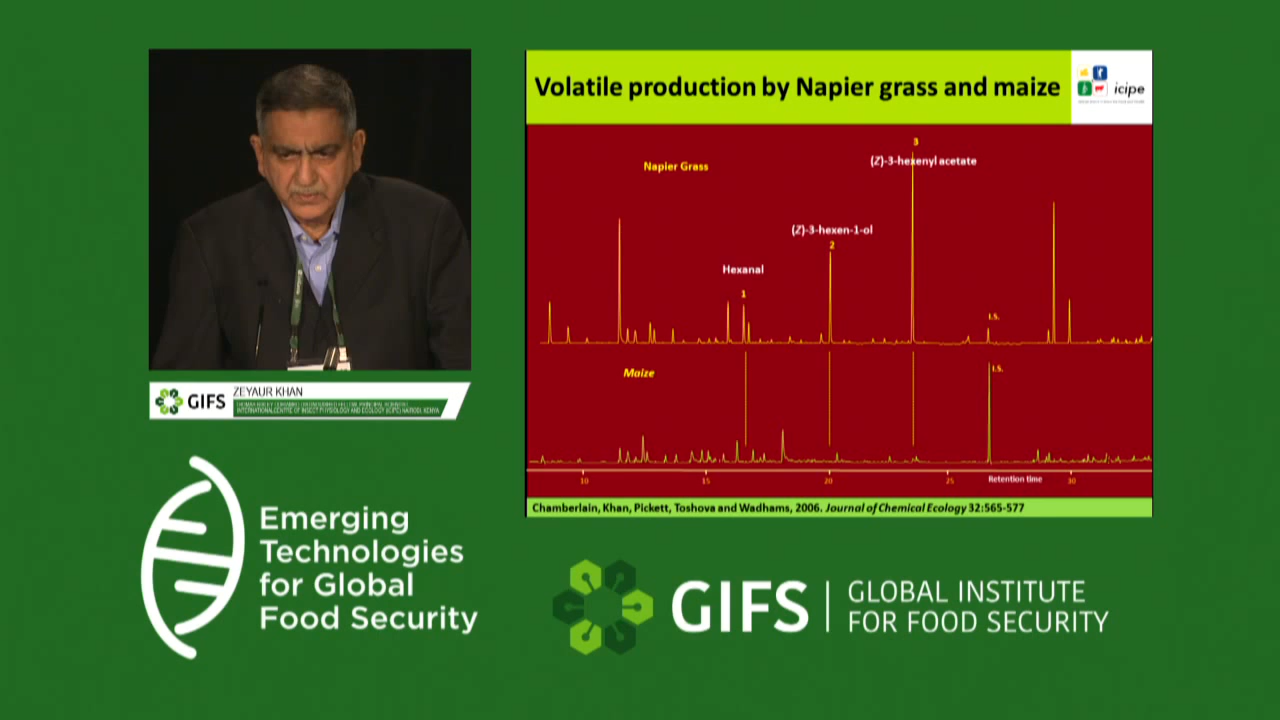 Volatile production by Napier grass and maize
icipe
3
(Z)-3-hexenyl acetate
Napier Grass
(Z)-3-hexen-1-ol
2
Hexanal
1
I.S.
Maize
I.S.
10
15
20
25
Retention time
30
Chamberlain, Khan, Pickett, Toshova and Wadhams, 2006. Journal of Chemical Ecology 32:565-577
GIFS
ZEYAUR KHAN
INTERNATIONAL CENTRE OF INSECT PHYSIOLOGY AND ECOLOGY (ICIPE) NAIROBI, KENYA
Emerging
Technologies
for Global
Food Security
GIFS
GLOBAL INSTITUTE
FOR FOOD SECURITY